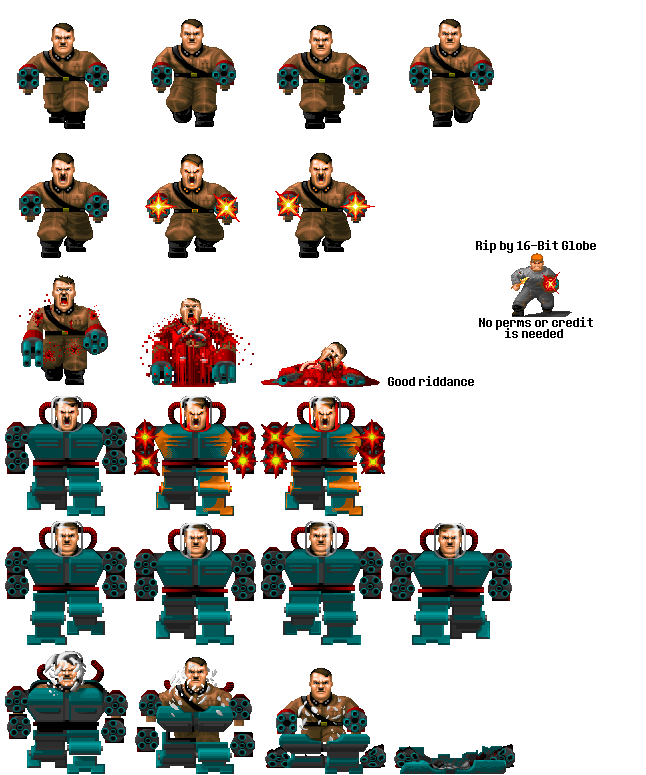 Rip by 16-Bit Globe
No perms or credit
is needed
Good riddance